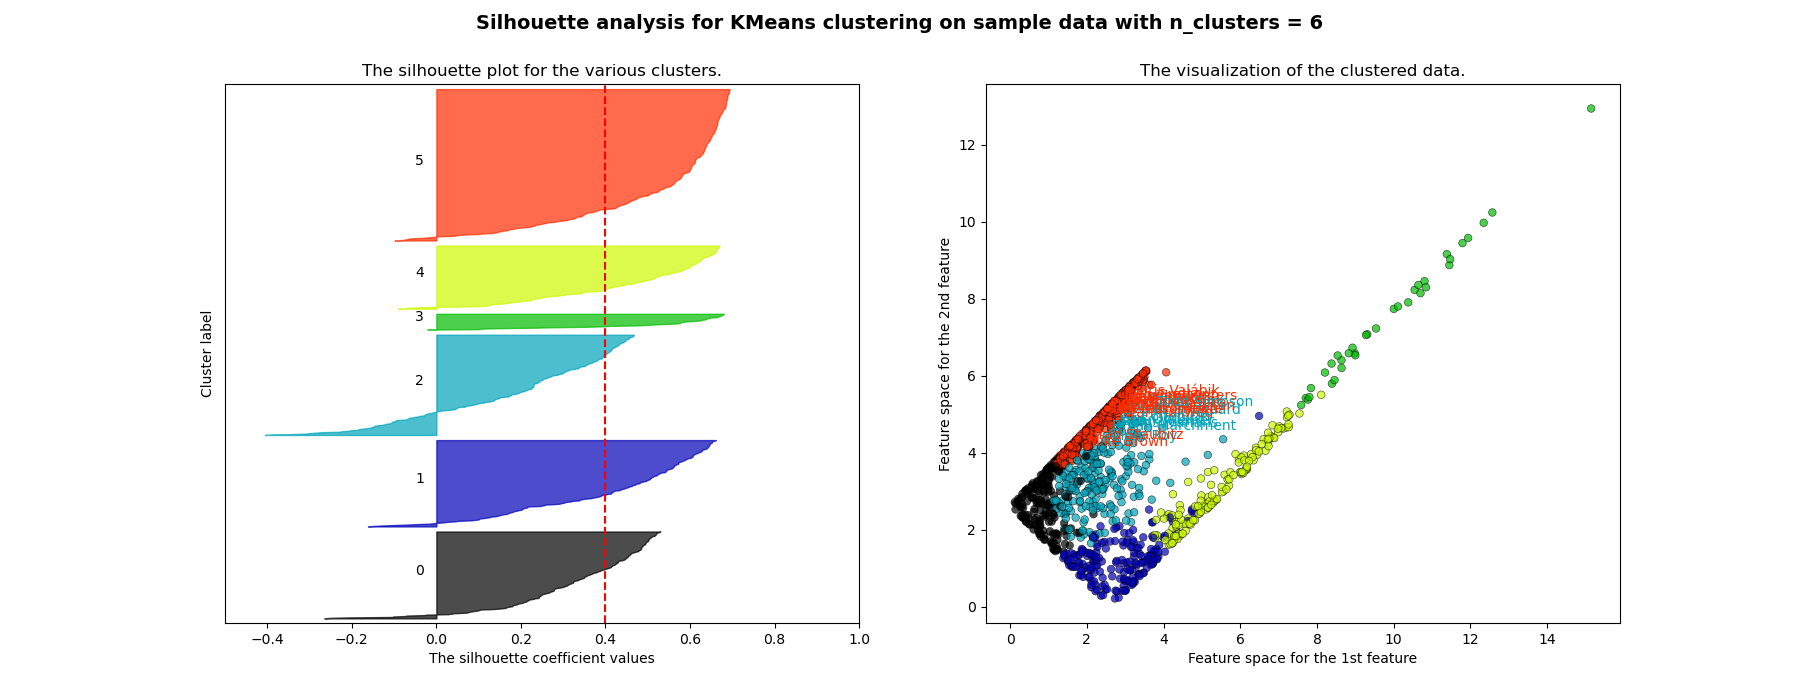 Silhouette analysis for KMeans clustering on sample data with n_clusters = 6
The silhouette plot for the various clusters.
Cluster label
5
4
3
2
1
0
−0.4 −0.2 0.0 0.2 0.4 0.6 0.8 1.0
The silhouette coefficient values
The visualization of the clustered data.
Feature space for the 2nd feature
12
10
8
6
4
2
0
Valábik
0 2 4 6 8 10 12 14
Feature space for the 1st feature